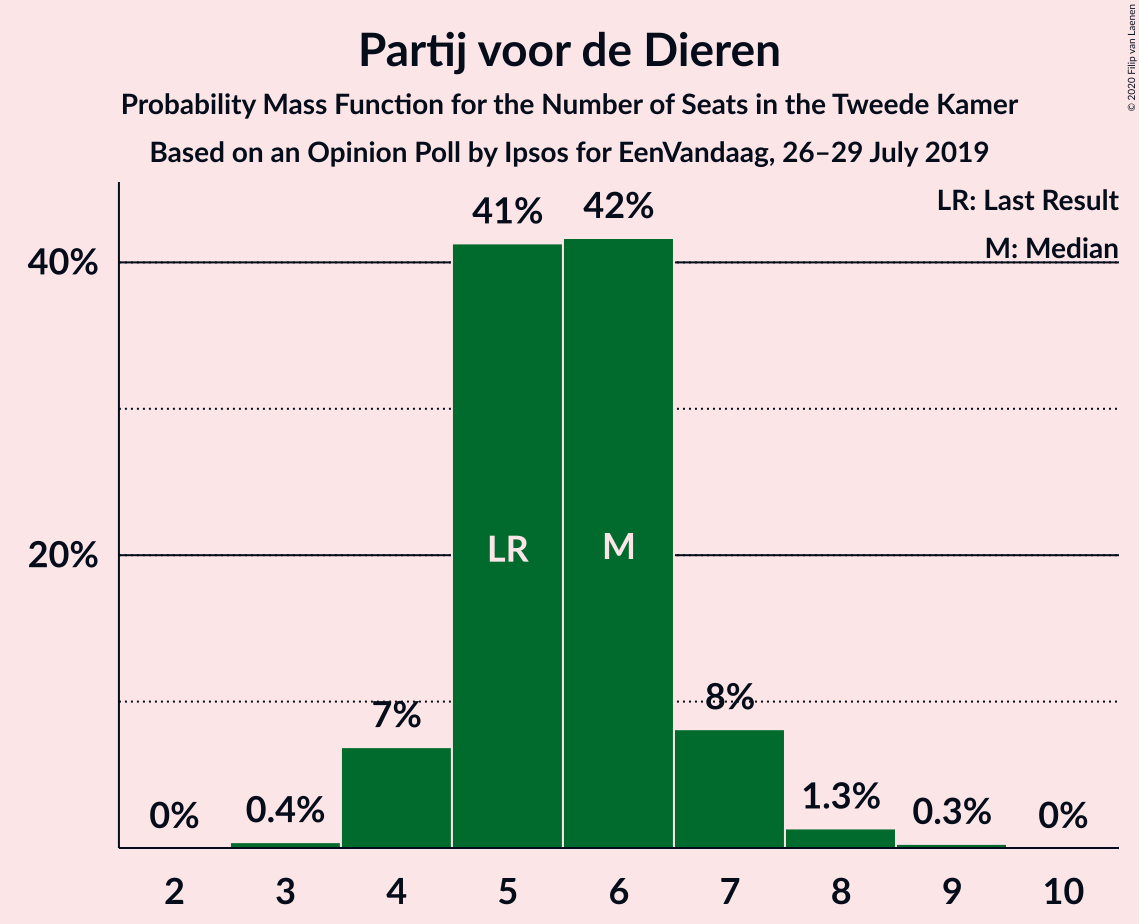 Partij voor de Dieren
Probability Mass Function for the Number of Seats in the Tweede Kamer
Based on an Opinion Poll by Ipsos for EenVandaag, 26–29 July 2019
© 2020 Filip van Laenen
LR: Last Result
M: Median
40%
20%
0%
0.4%
7%
41%
42%
8%
1.3%
0.3%
0%
LR
M
2 3 4 5 6 7 8 9 10